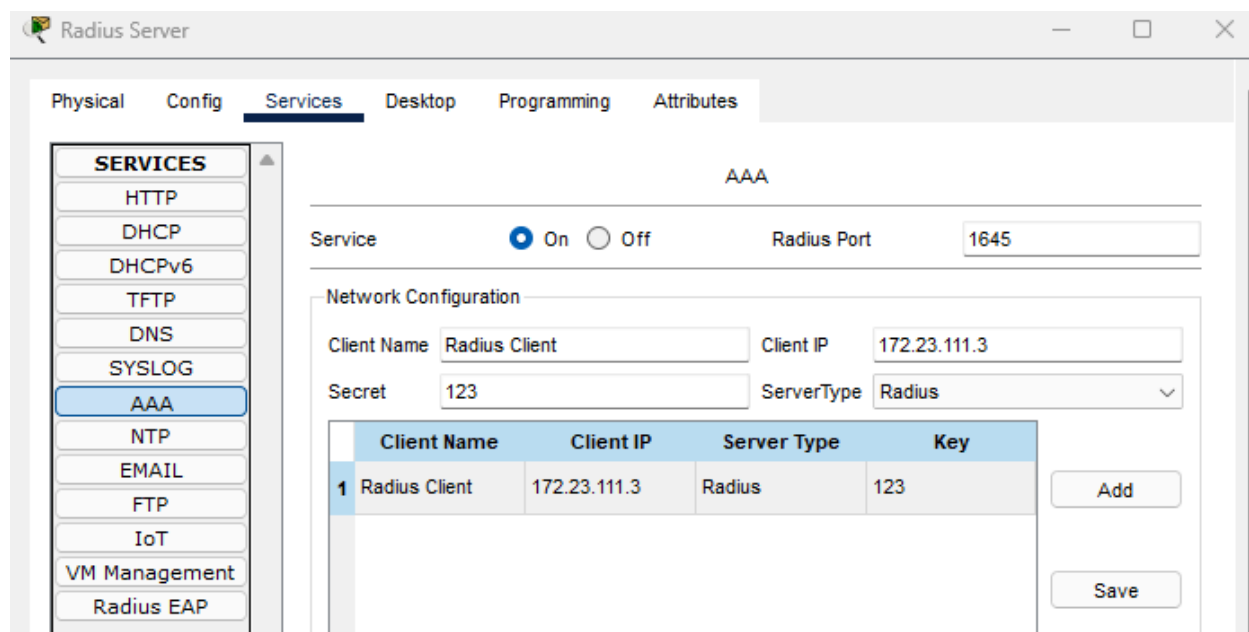 Radius Server
Physical Config Services Desktop Programming Attributes
SERVICES
HTTP
DHCP
DHCPv6
TFTP
DNS
SYSLOG
AAA
NTP
EMAIL
FTP
IoT
VM Management
Radius EAP
AAA
Service On Off Radius Port 1645
Network Configuration
Client Name Radius Client Client IP 172.23.111.3
Secret 123 ServerType Radius
Client Name Client IP Server Type Key
1 Radius Client 172.23.111.3 Radius 123
Add
Save